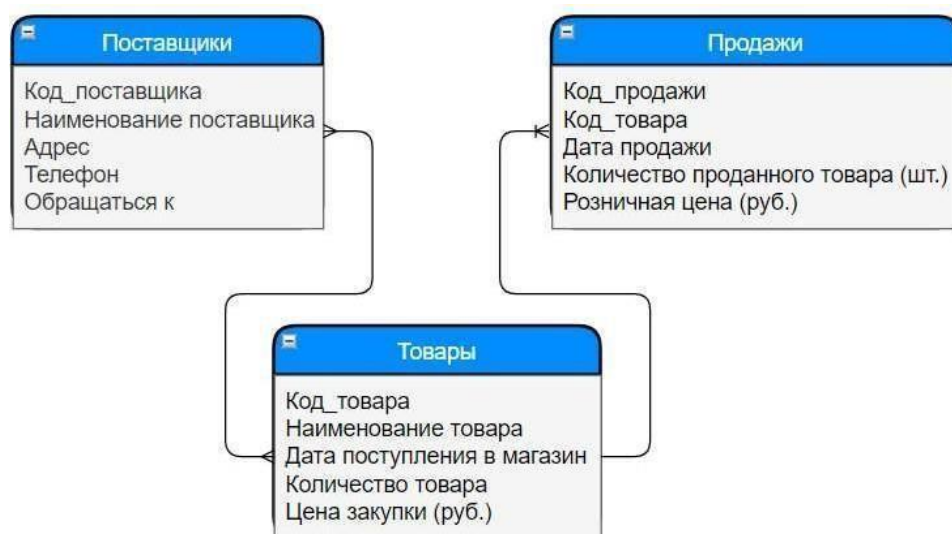 Поставщики
Код_поставщика
Наименование поставщика
Адрес
Телефон
Обращаться к
Продажи
Код_продажи
Код_товара
Дата продажи
Количество проданного товара (шт.)
Розничная цена (руб.)
Товары
Код_товара
Наименование товара
Дата поступления в магазин
Количество товара
Цена закупки (руб.)